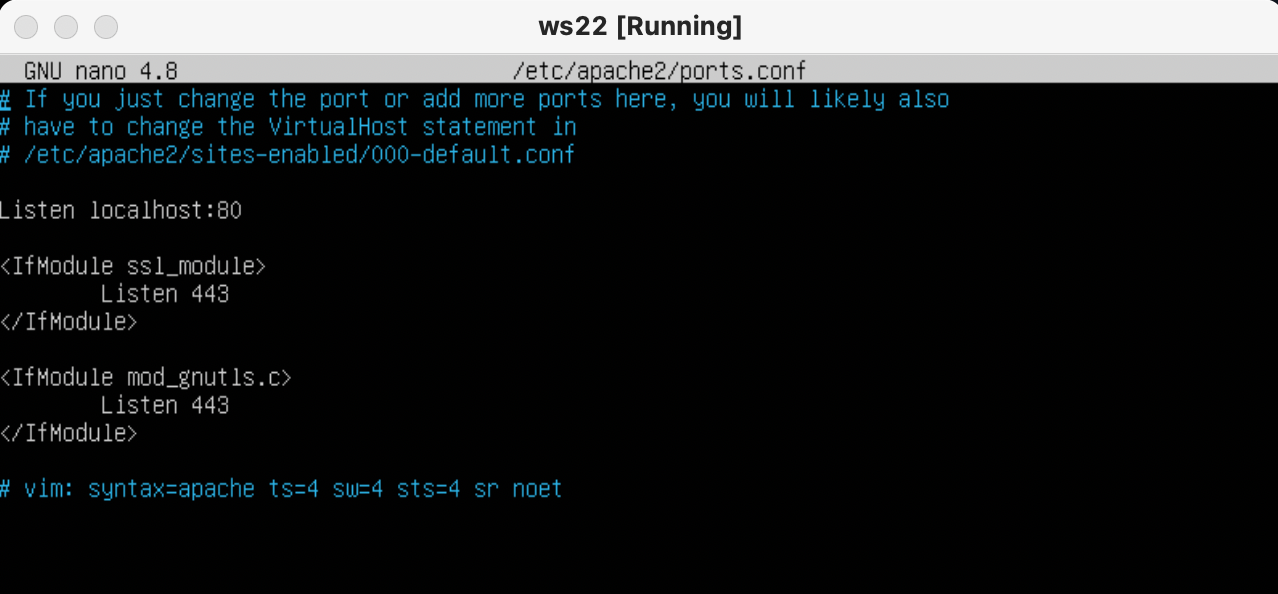 ws22 [Running]
GNU nano 4.8 /etc/apache2/ports.conf
# If you just change the port or add more ports here, you will likely also
# have to change the VirtualHost statement in
# /etc/apache2/sites-enabled/000-default.conf
Listen localhost:80
<IfModule ssl_module>
Listen 443
</IfModule>
<IfModule mod_gnutls.c>
Listen 443
</IfModule>
# vim: syntax=apache ts=4 sw=4 sts=4 sr noet